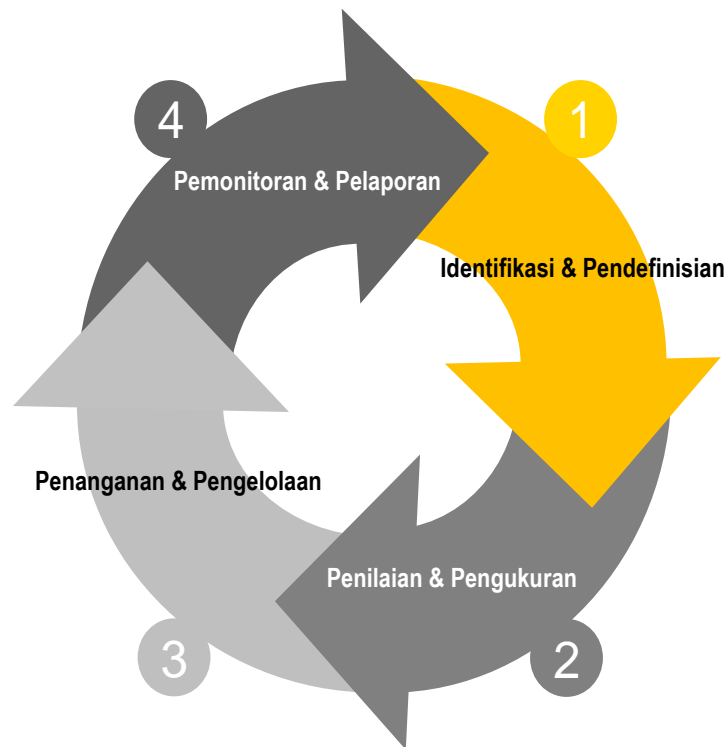 1
Identifikasi & Pendefinisian
2
Penilaian & Pengukuran
3
Penanganan & Pengelolaan
4
Pemonitoran & Pelaporan